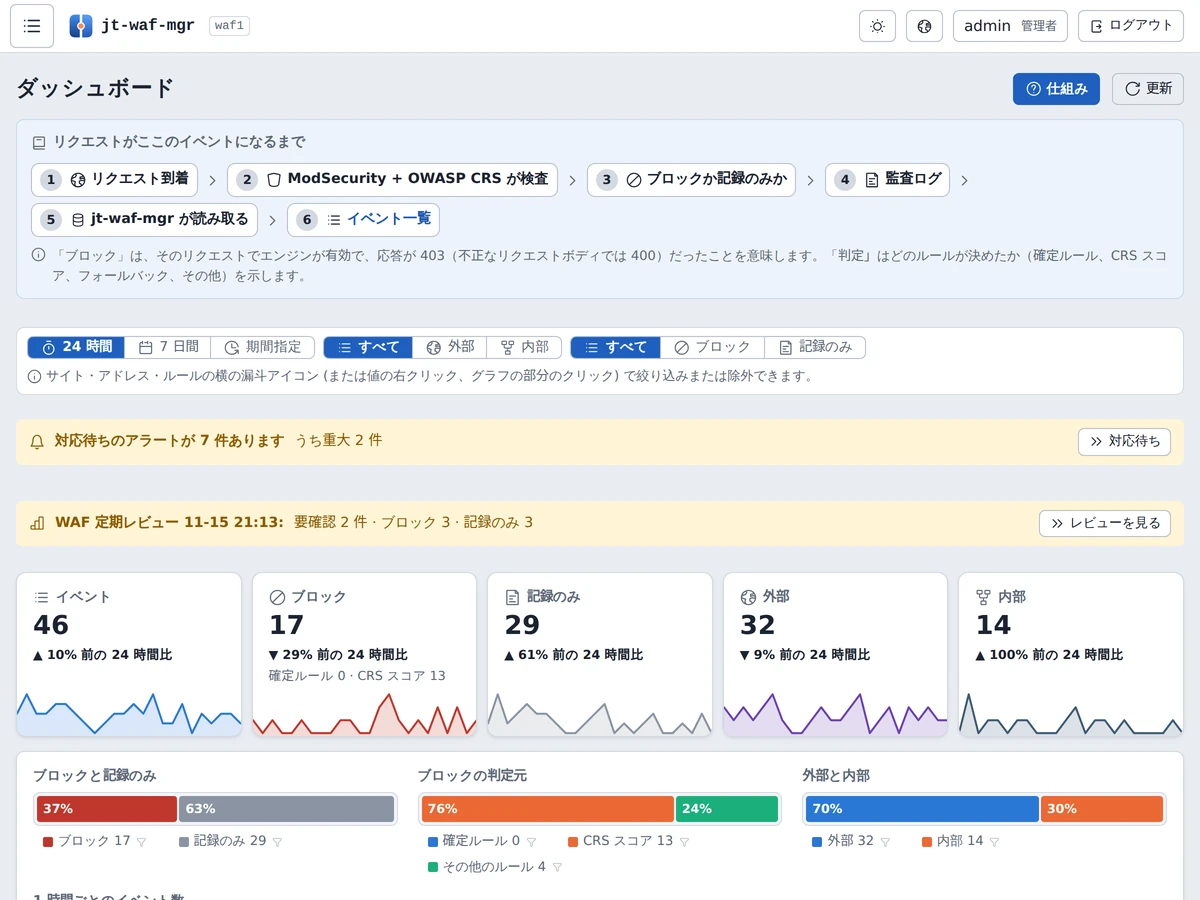 jt-waf-mgr waf1 admin 管理者 ログアウト
ダッシュボード 仕組み 更新
リクエストがここのイベントになるまで
1 リクエスト到着 2 ModSecurity + OWASP CRS が検査 3 ブロックか記録のみか 4 監査ログ
5 jt-waf-mgr が読み取る 6 イベント一覧
「ブロック」は、そのリクエストでエンジンが有効で、応答が 403（不正なリクエストボディでは 400）だったことを意味します。「判定」はどのルールが決めたか（確定ルール、CRS スコ
ア、フォールバック、その他）を示します。
24 時間 7 日間 期間指定 すべて 外部 内部 すべて ブロック 記録のみ
サイト・アドレス・ルールの横の漏斗アイコン (または値の右クリック、グラフの部分のクリック) で絞り込みまたは除外できます。
対応待ちのアラートが 7 件あります うち重大 2 件 対応待ち
WAF 定期レビュー 11-15 21:13: 要確認 2 件 · ブロック 3 · 記録のみ 3 レビューを見る
イベント ブロック 記録のみ 外部 内部
46 17 29 32 14
▲ 10% 前の 24 時間比 ▼ 29% 前の 24 時間比 ▲ 61% 前の 24 時間比 ▼ 9% 前の 24 時間比 ▲ 100% 前の 24 時間比
確定ルール 0 · CRS スコア 13
ブロックと記録のみ ブロックの判定元 外部と内部
37% 63% 76% 24% 70% 30%
ブロック 17 記録のみ 29 確定ルール 0 CRS スコア 13 外部 32 内部 14
その他のルール 4
1 時間ごとのイベント数